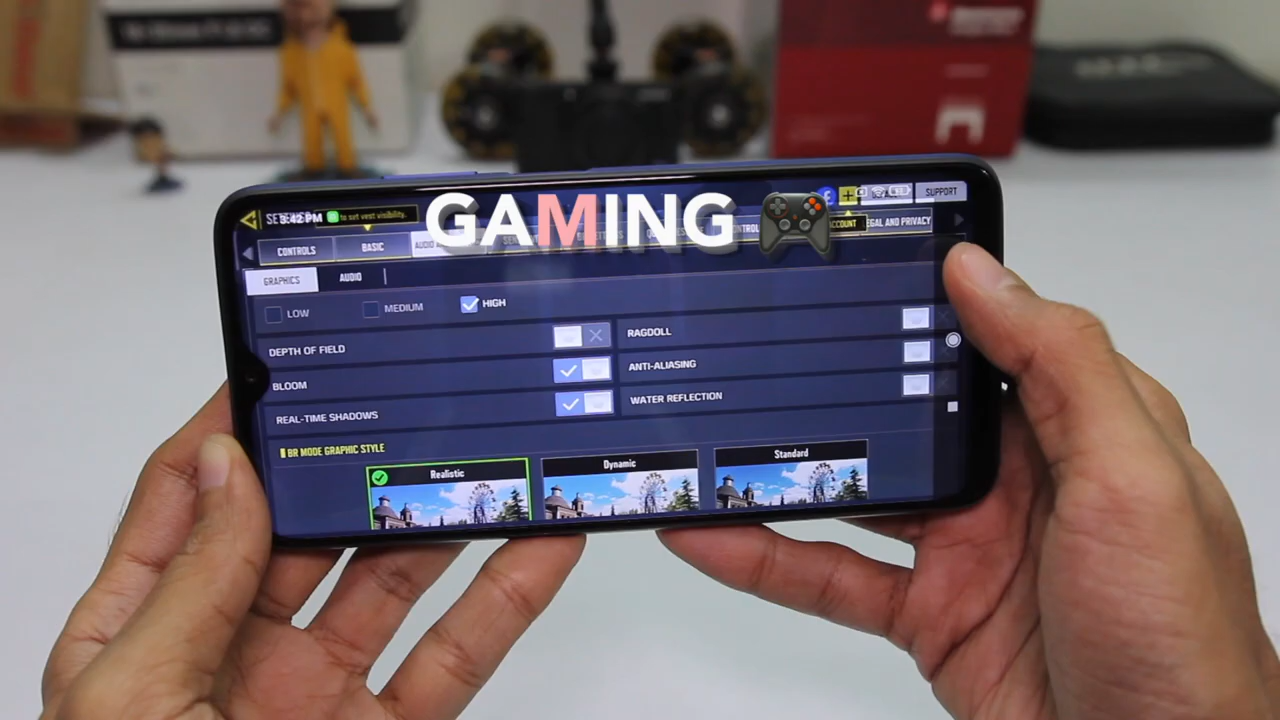 GAMING
3:42 PM
to set vest visibility.
SUPPORT
CONTROLS
BASIC
ACCOUNT
LEGAL AND PRIVACY
GRAPHICS
AUDIO
LOW
MEDIUM
HIGH
DEPTH OF FIELD
RAGDOLL
BLOOM
ANTI-ALIASING
REAL-TIME SHADOWS
WATER REFLECTION
BR MODE GRAPHIC STYLE
Realistic
Dynamic
Standard